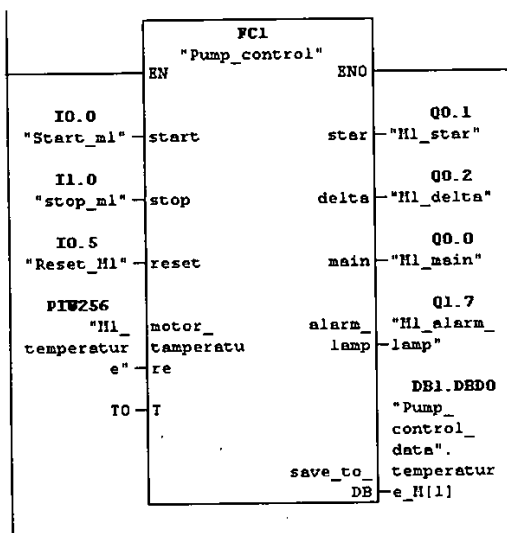 FC1
"Pump_control"
EN
ENO
I0.0
"Start_m1"
start
Q0.1
star
"M1_star"
I1.0
"stop_m1"
stop
Q0.2
delta
"M1_delta"
I0.5
"Reset_M1"
reset
Q0.0
main
"M1_main"
PIW256
"M1_
temperatur
e"
motor_
tamperatu
re
Q1.7
alarm_
lamp
"M1_alarm_
lamp"
T0
T
DB1.DBD0
"Pump_
control_
data".
temperatur
e_M[1]
save_to_
DB